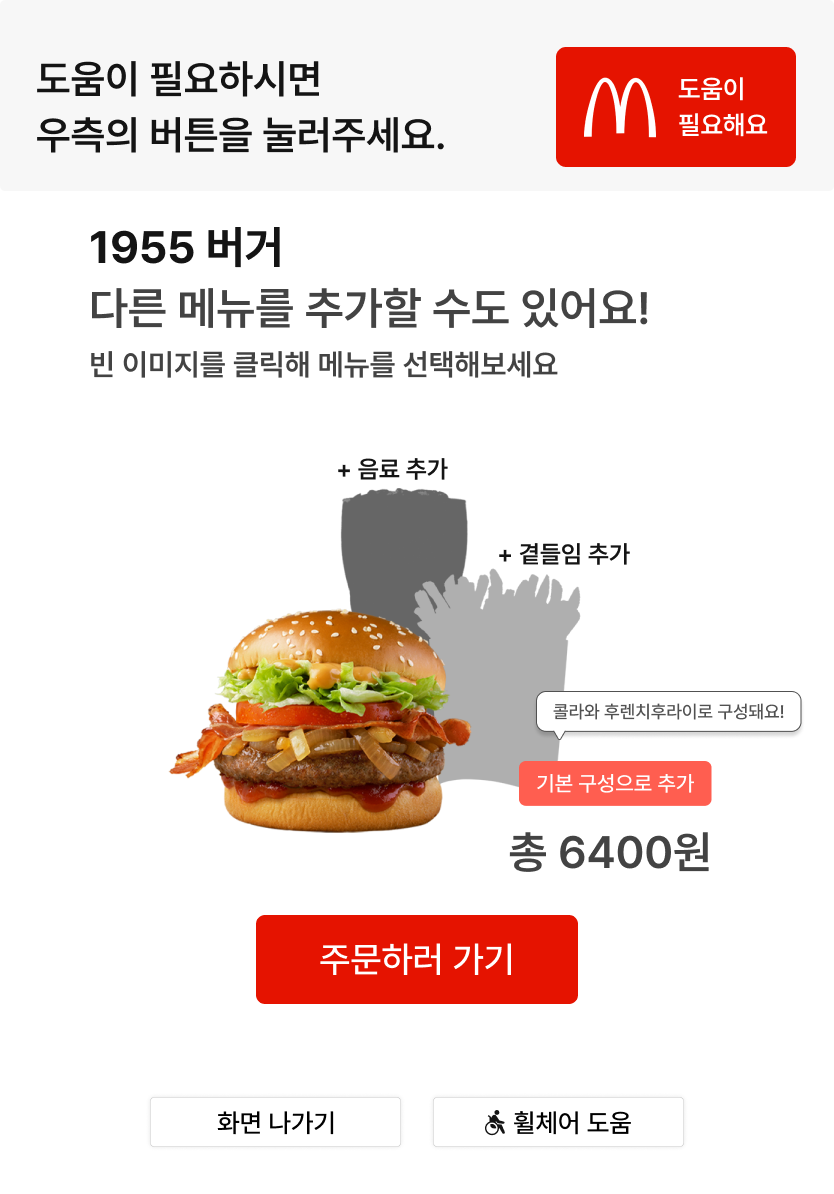 도움이 필요하시면
우측의 버튼을 눌러주세요.
도움이
필요해요
1955 버거
다른 메뉴를 추가할 수도 있어요!
빈 이미지를 클릭해 메뉴를 선택해보세요
+ 음료 추가
+ 곁들임 추가
콜라와 후렌치후라이로 구성돼요!
기본 구성으로 추가
총 6400원
주문하러 가기
화면 나가기
휠체어 도움